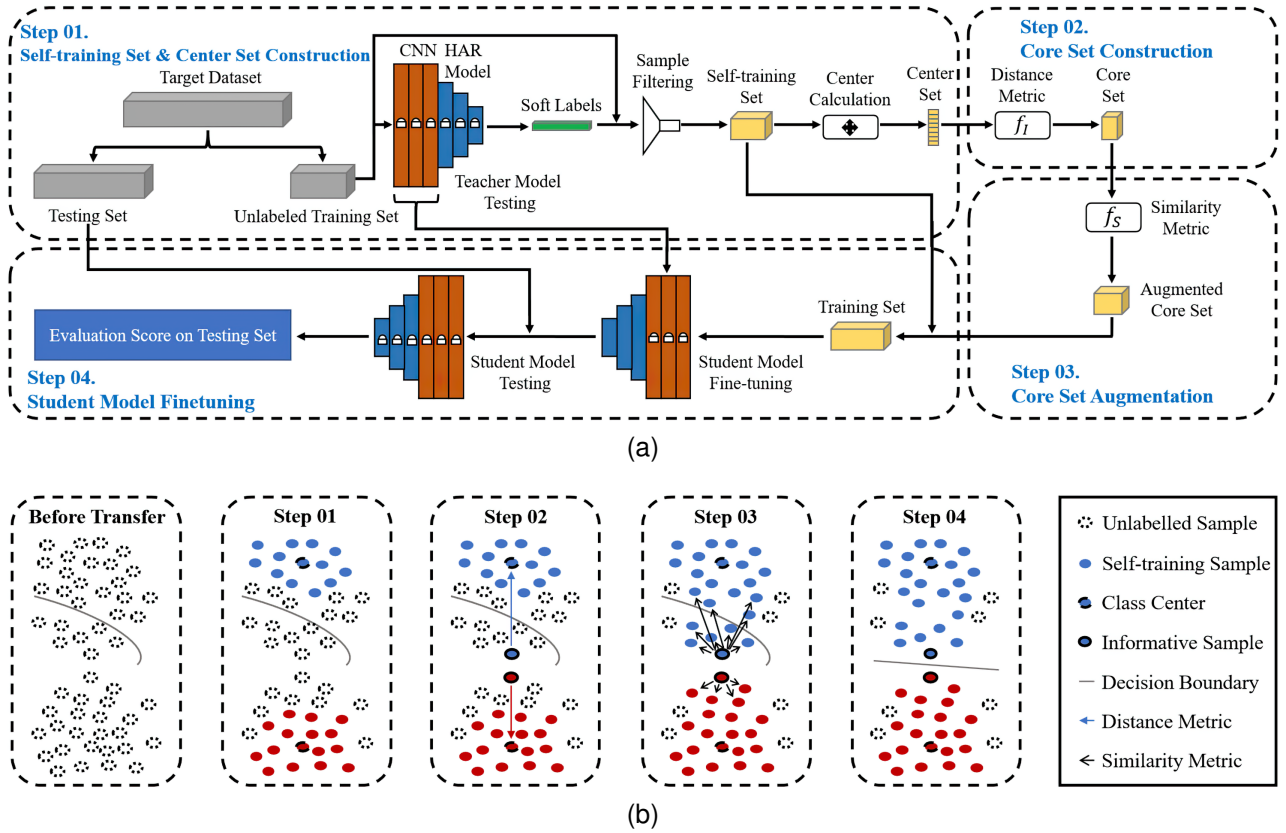 Step 01.
Self-training Set & Center Set Construction
Target Dataset
Testing Set
Unlabeled Training Set
CNN HAR
Model
Teacher Model
Testing
Soft Labels
Sample
Filtering
Self-training
Set
Center
Calculation
Center
Set
Step 02.
Core Set Construction
Distance
Metric
f_I
Core
Set
f_S
Similarity
Metric
Augmented
Core Set
Step 03.
Core Set Augmentation
Training Set
Student Model
Fine-tuning
Student Model
Testing
Evaluation Score on Testing Set
Step 04.
Student Model Finetuning
(a)
Before Transfer
Step 01
Step 02
Step 03
Step 04
Unlabelled Sample
Self-training Sample
Class Center
Informative Sample
Decision Boundary
Distance Metric
Similarity Metric
(b)